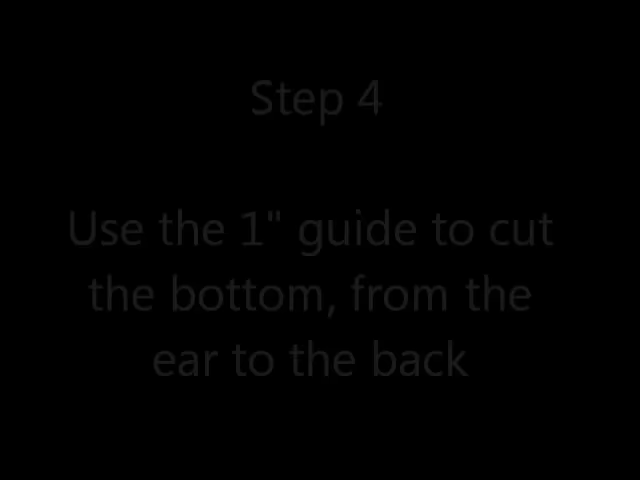 Step 4
Use the 1" guide to cut
the bottom, from the
ear to the back